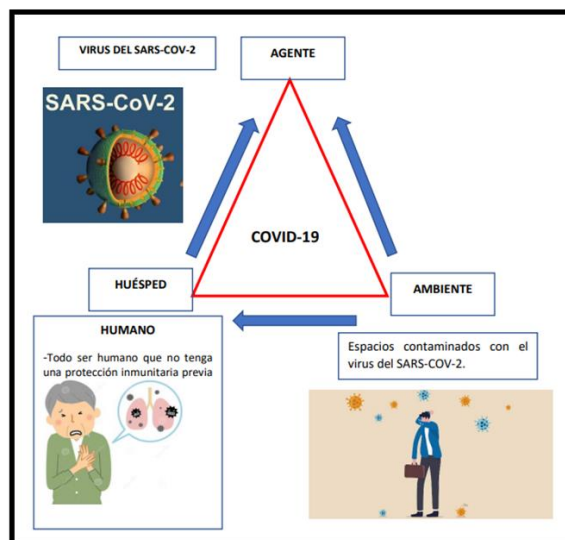 VIRUS DEL SARS-COV-2
AGENTE
SARS-CoV-2
COVID-19
HUÉSPED
AMBIENTE
HUMANO
-Todo ser humano que no tenga
una protección inmunitaria previa
Espacios contaminados con el
virus del SARS-COV-2.